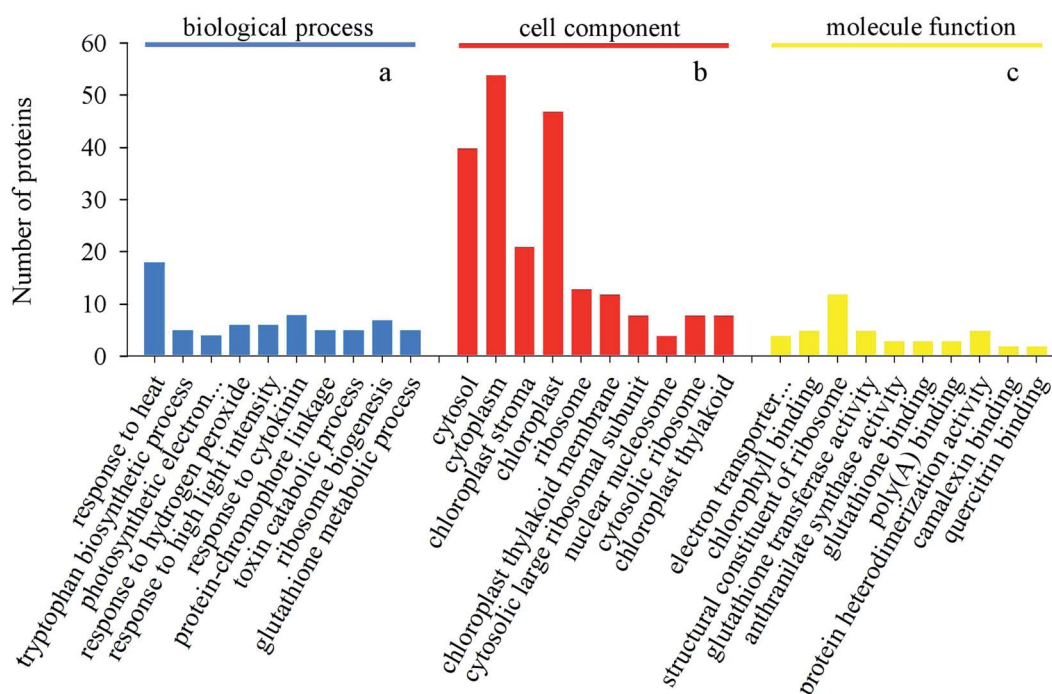 biological process
cell component
molecule function
a
b
c
Number of proteins
60
50
40
30
20
10
0
response to heat
tryptophan biosynthetic process
photosynthetic electron...
response to hydrogen peroxide
response to high light intensity
response to cytokinin
protein-chromophore linkage
toxin catabolic process
ribosome biogenesis
glutathione metabolic process
cytosol
cytoplasm
chloroplast stroma
chloroplast
ribosome
chloroplast thylakoid membrane
cytosolic large ribosomal subunit
nuclear nucleosome
cytosolic ribosome
chloroplast thylakoid
electron transporter...
chlorophyll binding
structural constituent of ribosome
glutathione transferase activity
anthranilate synthase activity
glutathione binding
poly(A) binding
protein heterodimerization activity
camalexin binding
quercitrin binding